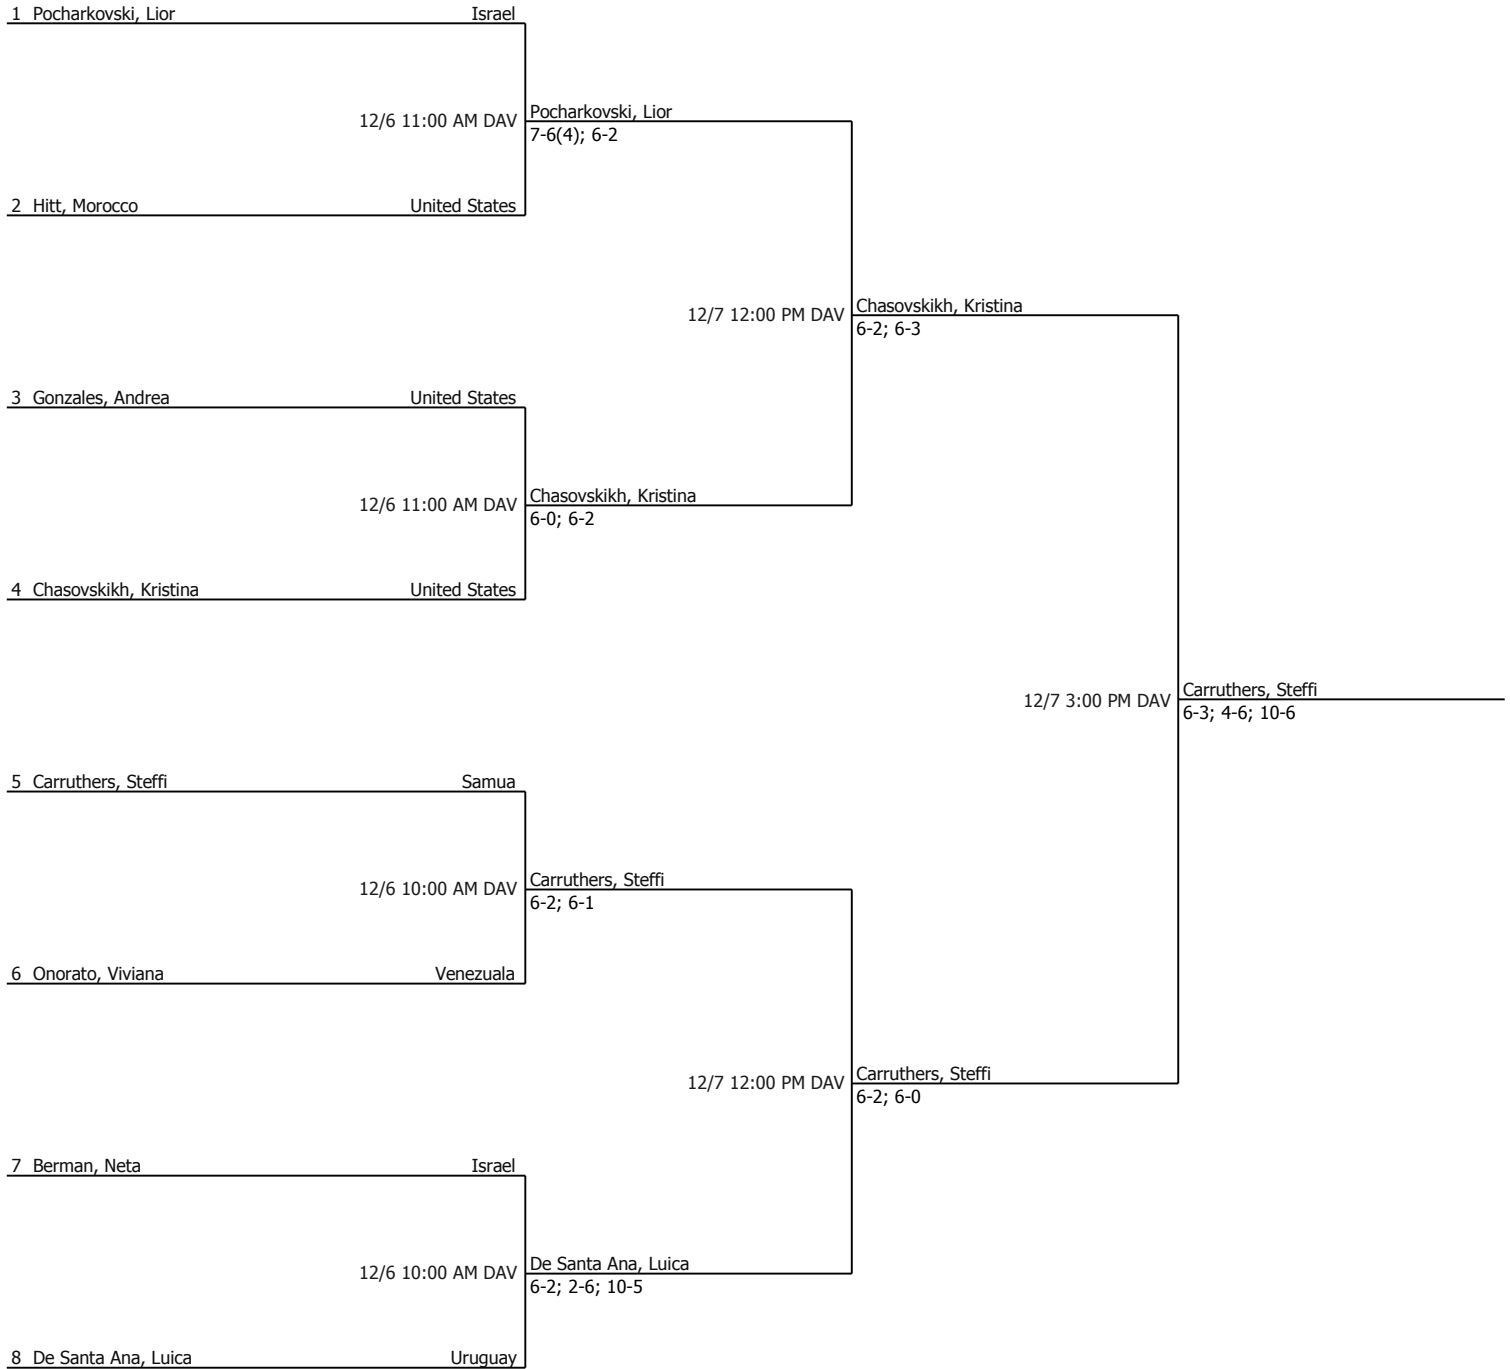 1 Pocharkovski, Lior Israel
12/6 11:00 AM DAV
Pocharkovski, Lior
7-6(4); 6-2
2 Hitt, Morocco United States
12/7 12:00 PM DAV
Chasovskikh, Kristina
6-2; 6-3
3 Gonzales, Andrea United States
12/6 11:00 AM DAV
Chasovskikh, Kristina
6-0; 6-2
4 Chasovskikh, Kristina United States
12/7 3:00 PM DAV
Carruthers, Steffi
6-3; 4-6; 10-6
5 Carruthers, Steffi Samua
12/6 10:00 AM DAV
Carruthers, Steffi
6-2; 6-1
6 Onorato, Viviana Venezuala
12/7 12:00 PM DAV
Carruthers, Steffi
6-2; 6-0
7 Berman, Neta Israel
12/6 10:00 AM DAV
De Santa Ana, Luica
6-2; 2-6; 10-5
8 De Santa Ana, Luica Uruguay